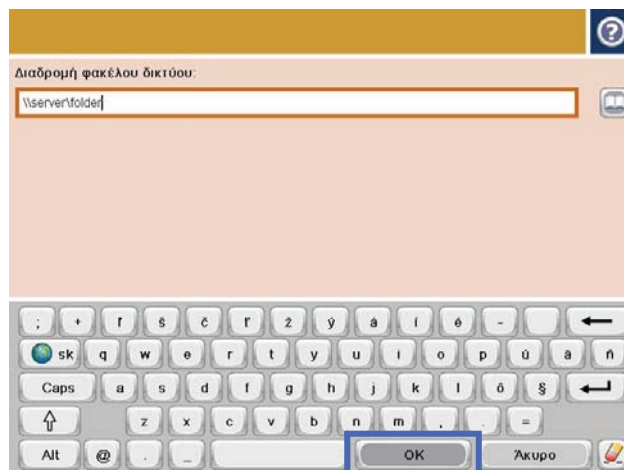 ?
Διαδρομή φακέλου δικτύου:
\\server\folder
; + ľ š č ť ž ý á í é -
sk q w e r t y u i o p ú ä ň
Caps a s d f g h j k l ô §
z x c v b n m , . =
Alt @ . _ OK Άκυρο